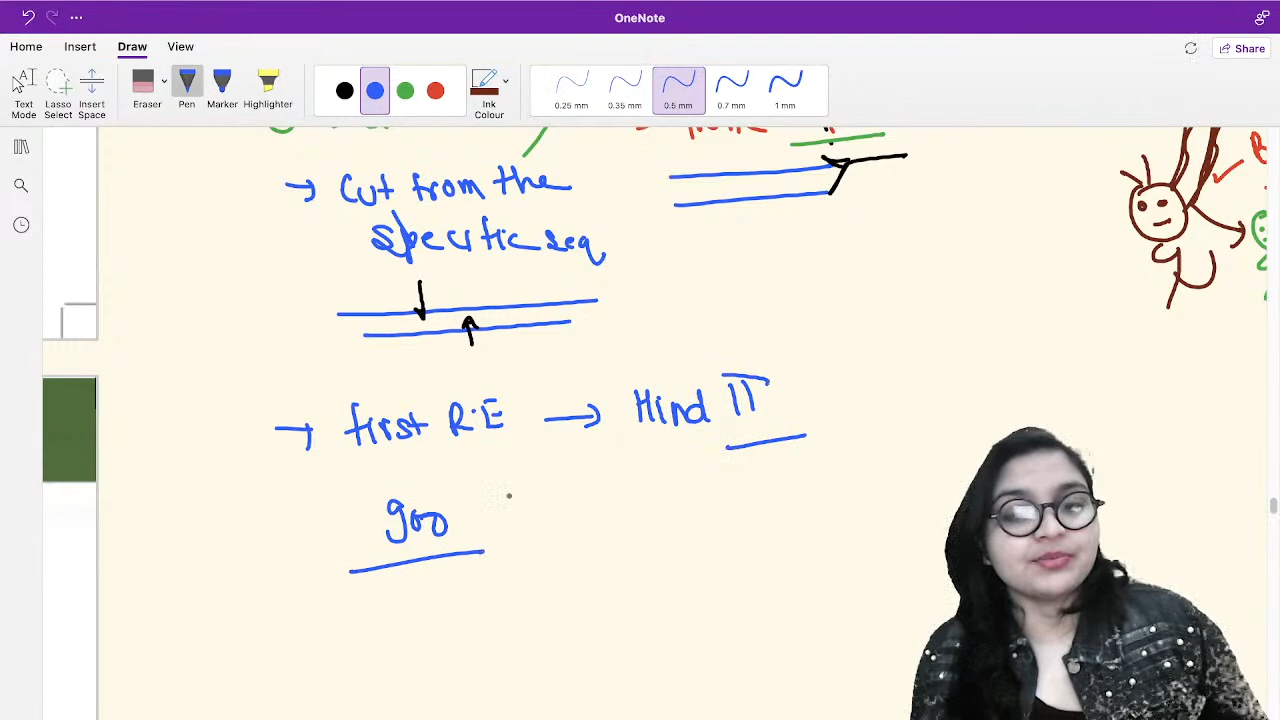 OneNote
Home Insert Draw View
Share
Text Mode
Lasso Select
Insert Space
Eraser
Pen
Marker
Highlighter
Ink Colour
0.25 mm
0.35 mm
0.5 mm
0.7 mm
1 mm
→ Cut from the
specific seq
→ first R.E → Hind II
900